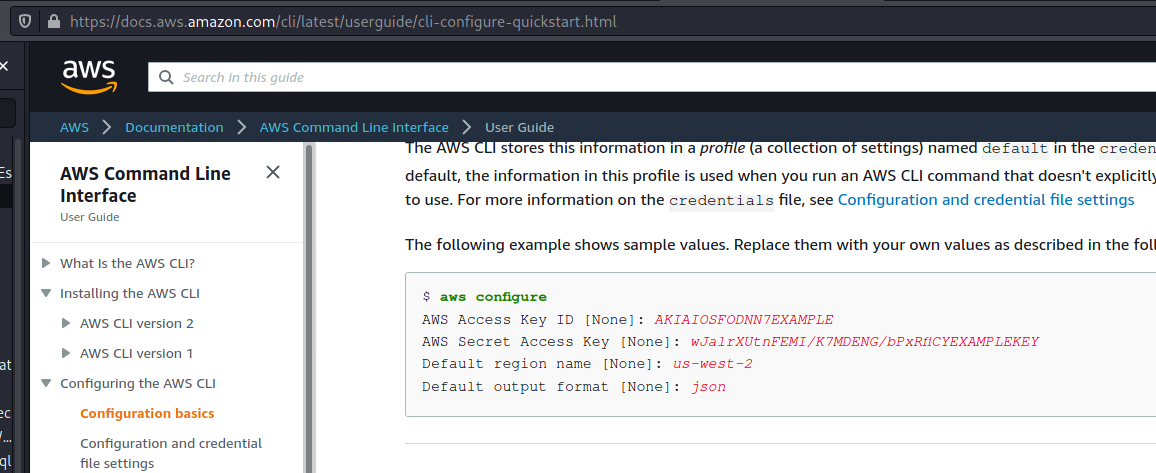 https://docs.aws.amazon.com/cli/latest/userguide/cli-configure-quickstart.html
aws
Search in this guide
AWS > Documentation > AWS Command Line Interface > User Guide
AWS Command Line
Interface
User Guide
What Is the AWS CLI?
Installing the AWS CLI
AWS CLI version 2
AWS CLI version 1
Configuring the AWS CLI
Configuration basics
Configuration and credential
file settings
The AWS CLI stores this information in a profile (a collection of settings) named default in the creden
default, the information in this profile is used when you run an AWS CLI command that doesn't explicitly
to use. For more information on the credentials file, see Configuration and credential file settings
The following example shows sample values. Replace them with your own values as described in the foll
$ aws configure
AWS Access Key ID [None]: AKIAIOSFODNN7EXAMPLE
AWS Secret Access Key [None]: wJalrXUtnFEMI/K7MDENG/bPxRfiCYEXAMPLEKEY
Default region name [None]: us-west-2
Default output format [None]: json